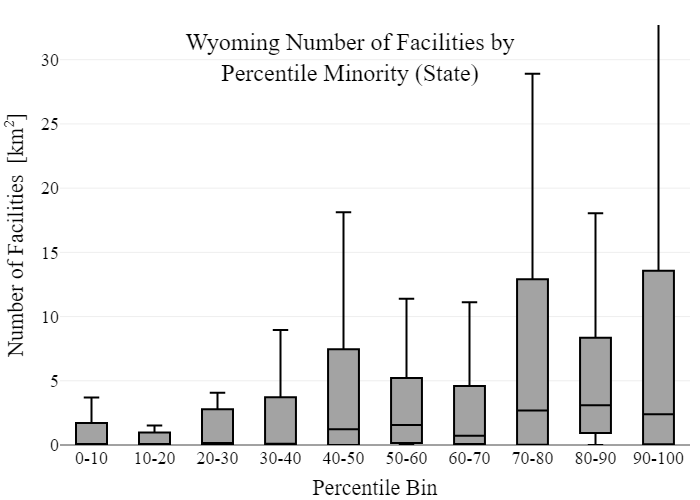 Wyoming Number of Facilities by
Percentile Minority (State)
Number of Facilities [km²]
30
25
20
15
10
5
0
0-10 10-20 20-30 30-40 40-50 50-60 60-70 70-80 80-90 90-100
Percentile Bin